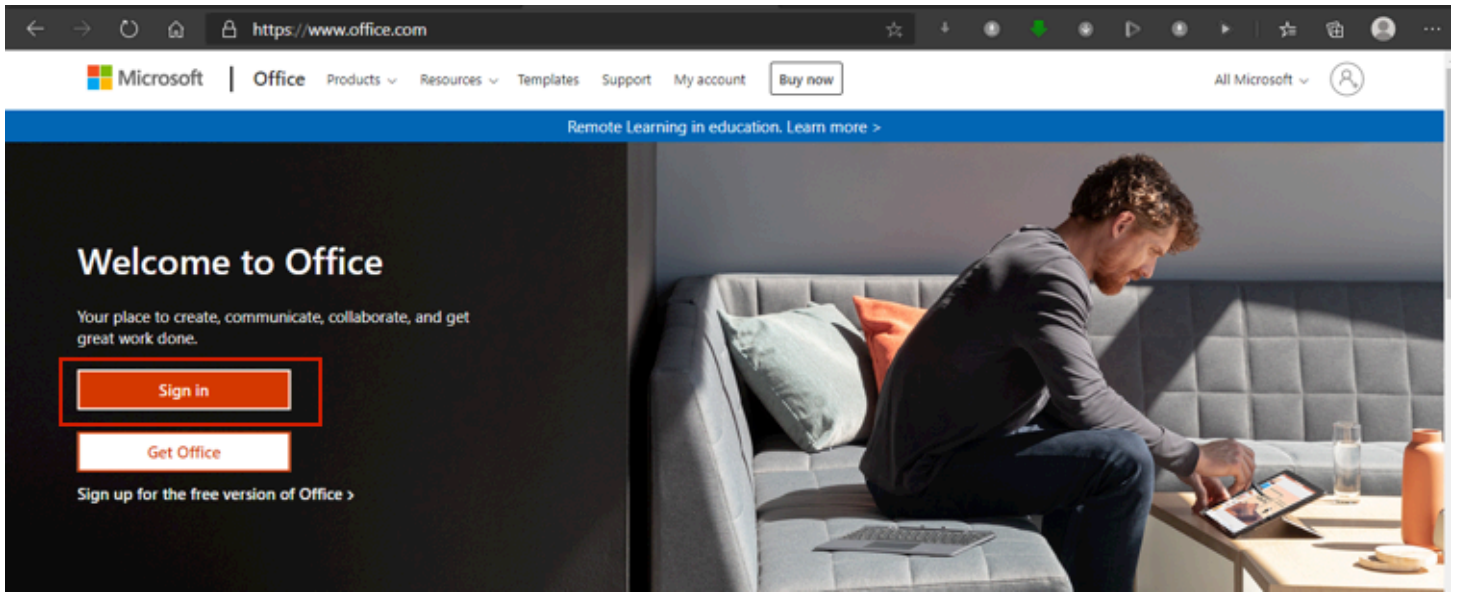 https://www.office.com
Microsoft | Office Products Resources Templates Support My account Buy now All Microsoft
Remote Learning in education. Learn more >
Welcome to Office
Your place to create, communicate, collaborate, and get
great work done.
Sign in
Get Office
Sign up for the free version of Office >